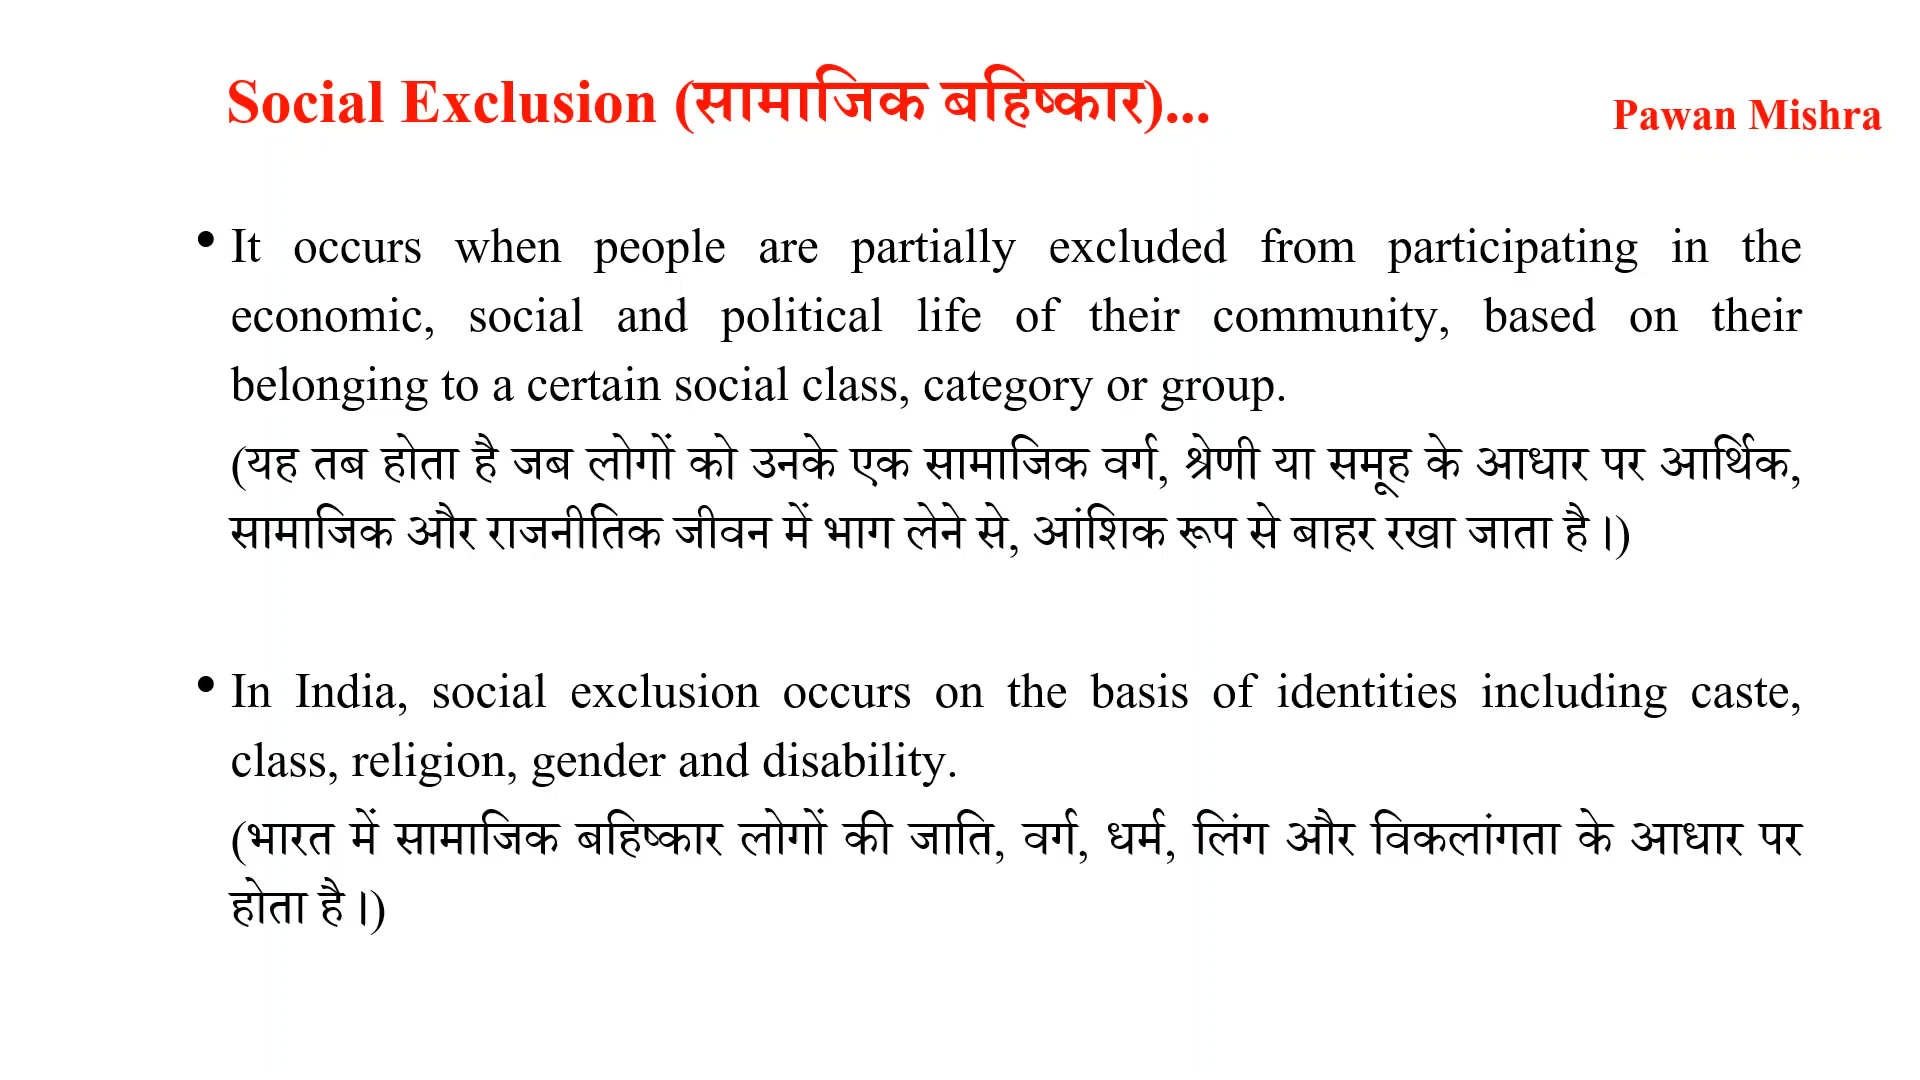 Social Exclusion (सामाजिक बहिष्कार)...
Pawan Mishra
• It occurs when people are partially excluded from participating in the
economic, social and political life of their community, based on their
belonging to a certain social class, category or group.
(यह तब होता है जब लोगों को उनके एक सामाजिक वर्ग, श्रेणी या समूह के आधार पर आर्थिक,
सामाजिक और राजनीतिक जीवन में भाग लेने से, आंशिक रूप से बाहर रखा जाता है।)
• In India, social exclusion occurs on the basis of identities including caste,
class, religion, gender and disability.
(भारत में सामाजिक बहिष्कार लोगों की जाति, वर्ग, धर्म, लिंग और विकलांगता के आधार पर
होता है।)